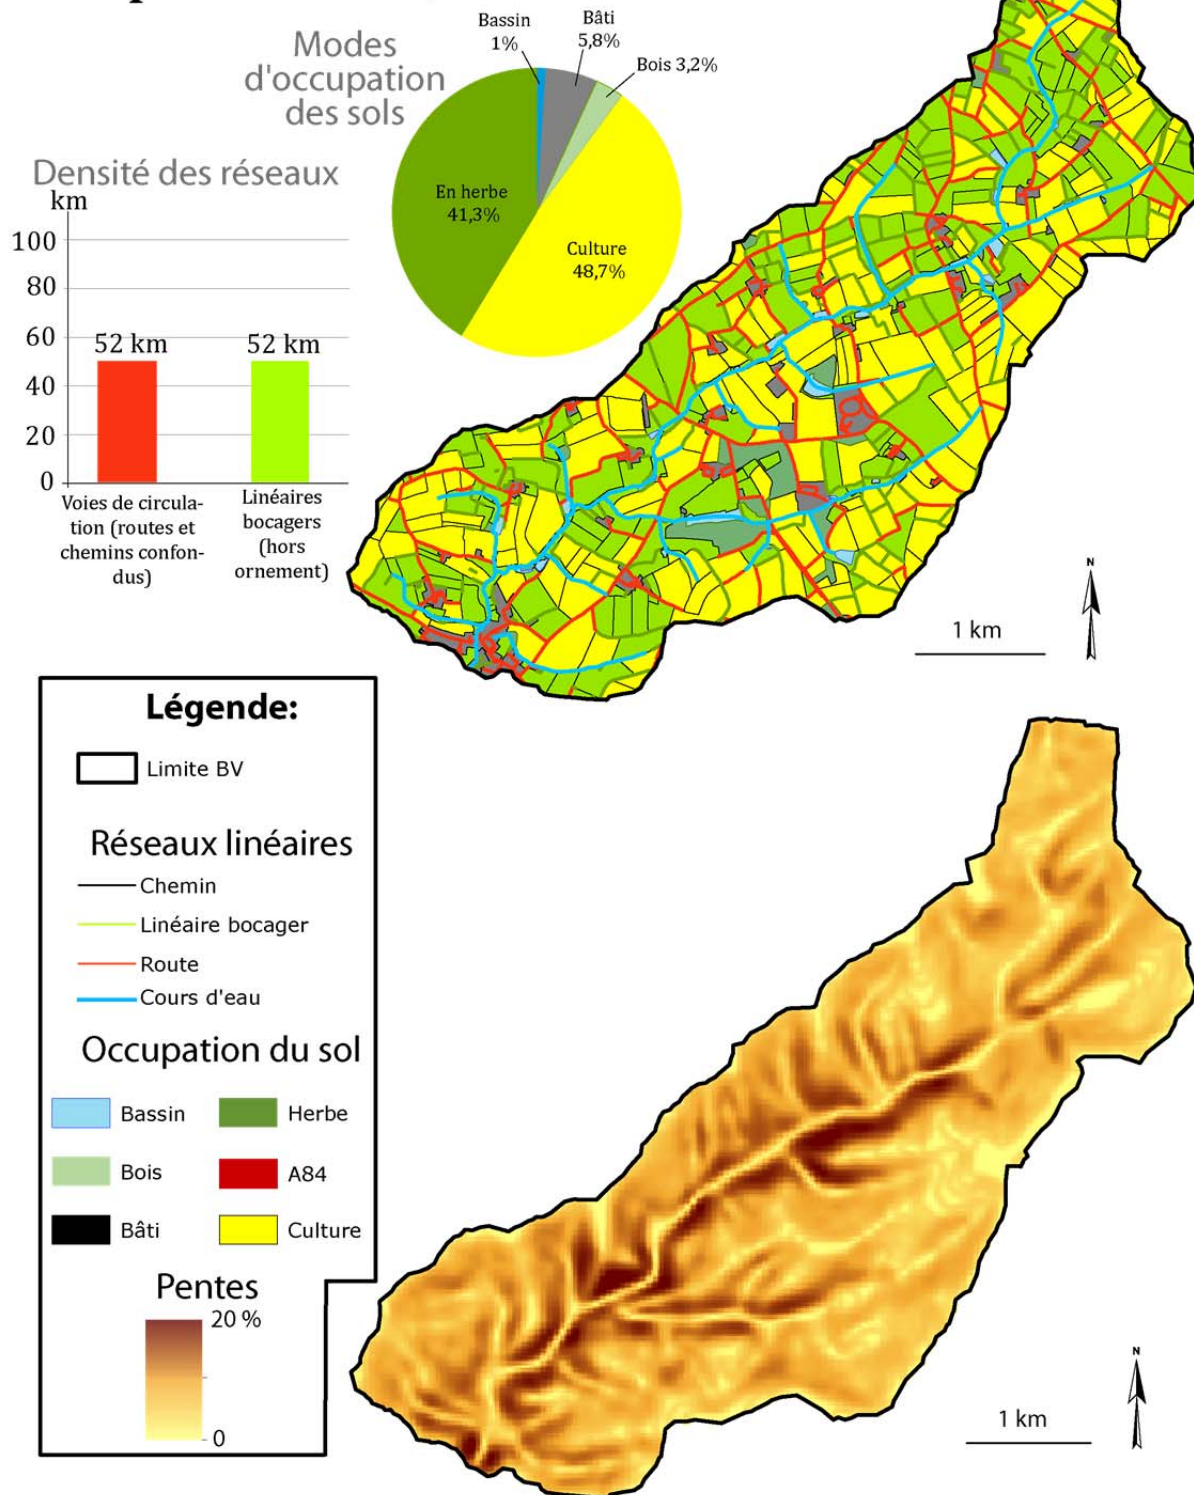 Modes
d'occupation
des sols
Bassin
1%
Bâti
5,8%
Bois 3,2%
En herbe
41,3%
Culture
48,7%
Densité des réseaux
km
100
80
60
40
20
0
52 km
52 km
Voies de circula-
tion (routes et
chemins confon-
dus)
Linéaires
bocagers
(hors
ornement)
N
1 km
Légende:
Limite BV
Réseaux linéaires
Chemin
Linéaire bocager
Route
Cours d'eau
Occupation du sol
Bassin
Herbe
Bois
A84
Bâti
Culture
Pentes
20 %
0
N
1 km